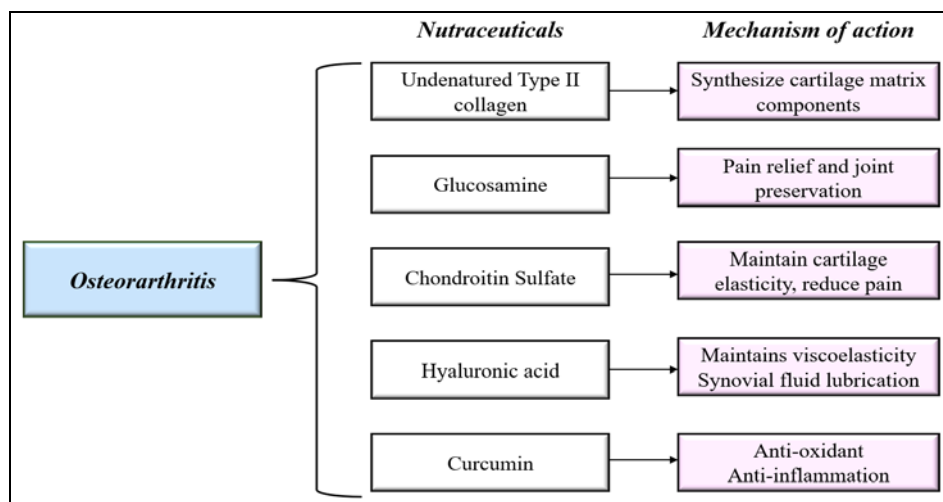 Nutraceuticals
Mechanism of action
Undenatured Type II
collagen
Synthesize cartilage matrix
components
Glucosamine
Pain relief and joint
preservation
Osteorarthritis
Chondroitin Sulfate
Maintain cartilage
elasticity, reduce pain
Hyaluronic acid
Maintains viscoelasticity
Synovial fluid lubrication
Curcumin
Anti-oxidant
Anti-inflammation